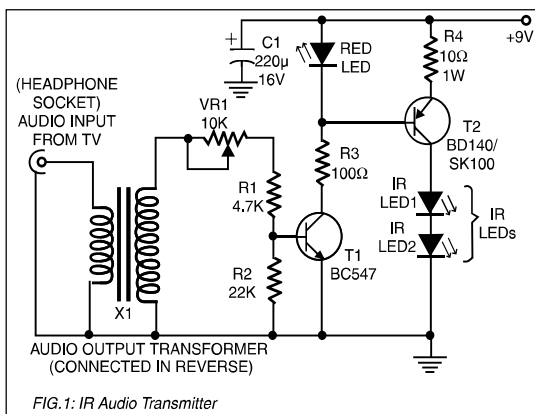 +9V
R4
10Ω
1W
RED
LED
+
C1
220µ
16V
(HEADPHONE
SOCKET)
AUDIO INPUT
FROM TV
VR1
10K
T2
BD140/
SK100
R3
100Ω
R1
4.7K
IR
LED1
IR
LED2
IR
LEDs
T1
BC547
R2
22K
X1
AUDIO OUTPUT TRANSFORMER
(CONNECTED IN REVERSE)
FIG.1: IR Audio Transmitter